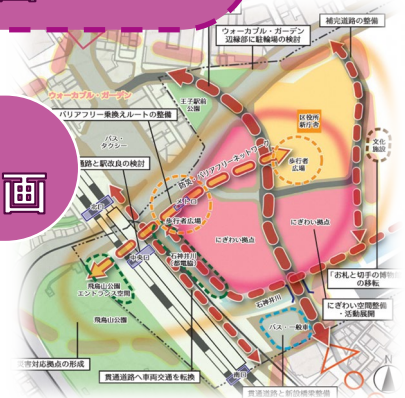 画
補完道路の整備
ウォーカブル・ガーデン
辺縁部に駐輪場の検討
ウォーカブル・ガーデン
王子駅前
公園
区役所
新庁舎
文化
施設
バリアフリー乗換えルートの整備
バス・
タクシー
防災・バリアフリーネットワーク
歩行者
広場
通路と駅改良の検討
メトロ
歩行者広場
北口
にぎわい拠点
にぎわい拠点
中央口
石神井川
都電脇
「お札と切手の博物館
の移転
飛鳥山公園
エントランス空間
石神井川
にぎわい空間整備
・活動展開
飛鳥山公園
バス・一般車
災害対応拠点の形成
貫通道路へ車両交通を転換
南口
N
貫通道路と新設橋梁整備